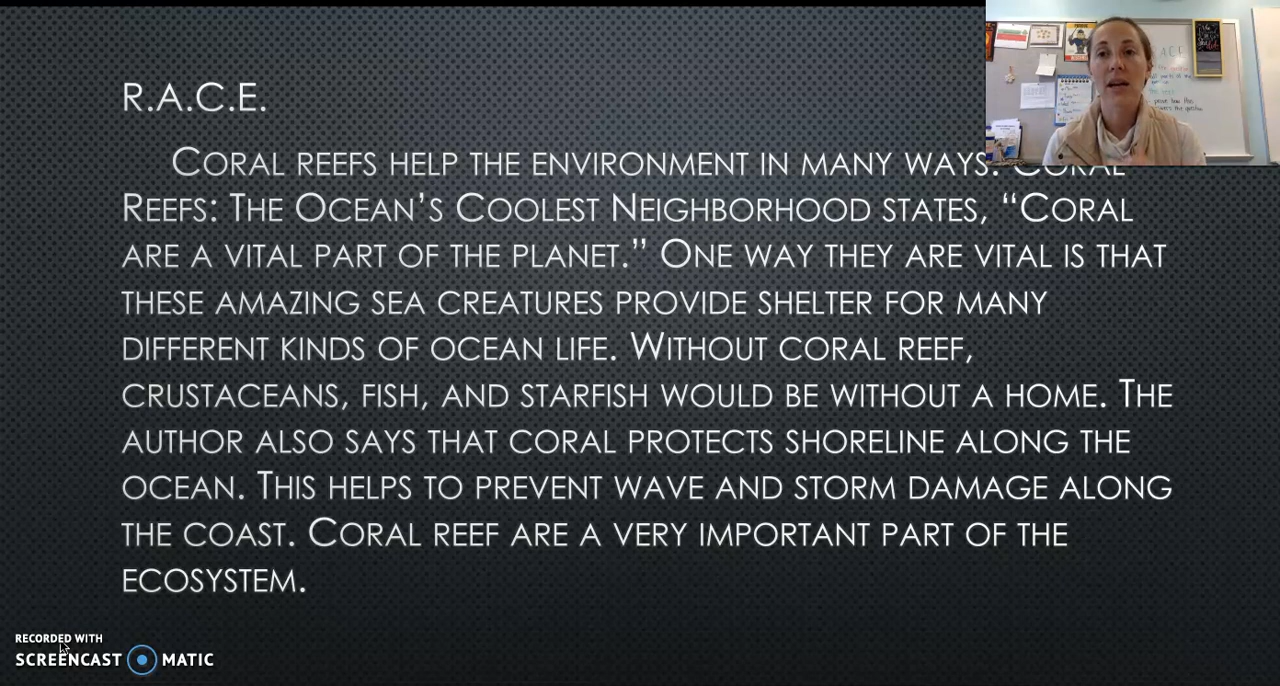 R.A.C.E.
CORAL REEFS HELP THE ENVIRONMENT IN MANY WAYS. CORAL
REEFS: THE OCEAN'S COOLEST NEIGHBORHOOD STATES, “CORAL
ARE A VITAL PART OF THE PLANET.” ONE WAY THEY ARE VITAL IS THAT
THESE AMAZING SEA CREATURES PROVIDE SHELTER FOR MANY
DIFFERENT KINDS OF OCEAN LIFE. WITHOUT CORAL REEF,
CRUSTACEANS, FISH, AND STARFISH WOULD BE WITHOUT A HOME. THE
AUTHOR ALSO SAYS THAT CORAL PROTECTS SHORELINE ALONG THE
OCEAN. THIS HELPS TO PREVENT WAVE AND STORM DAMAGE ALONG
THE COAST. CORAL REEF ARE A VERY IMPORTANT PART OF THE
ECOSYSTEM.
RECORDED WITH
SCREENCAST MATIC